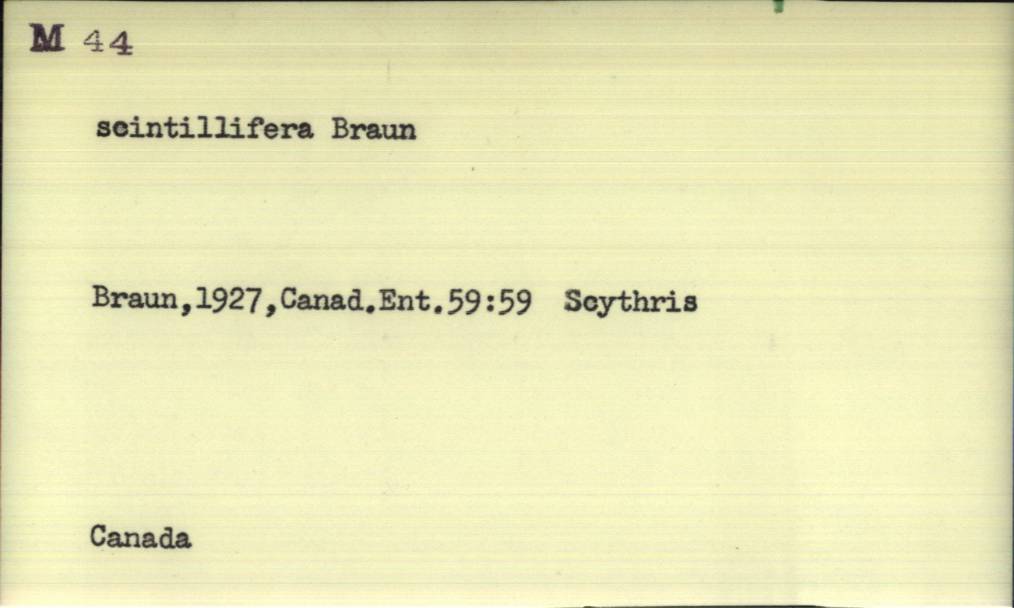 M 44
scintillifera Braun
Braun,1927,Canad.Ent.59:59 Scythris
Canada